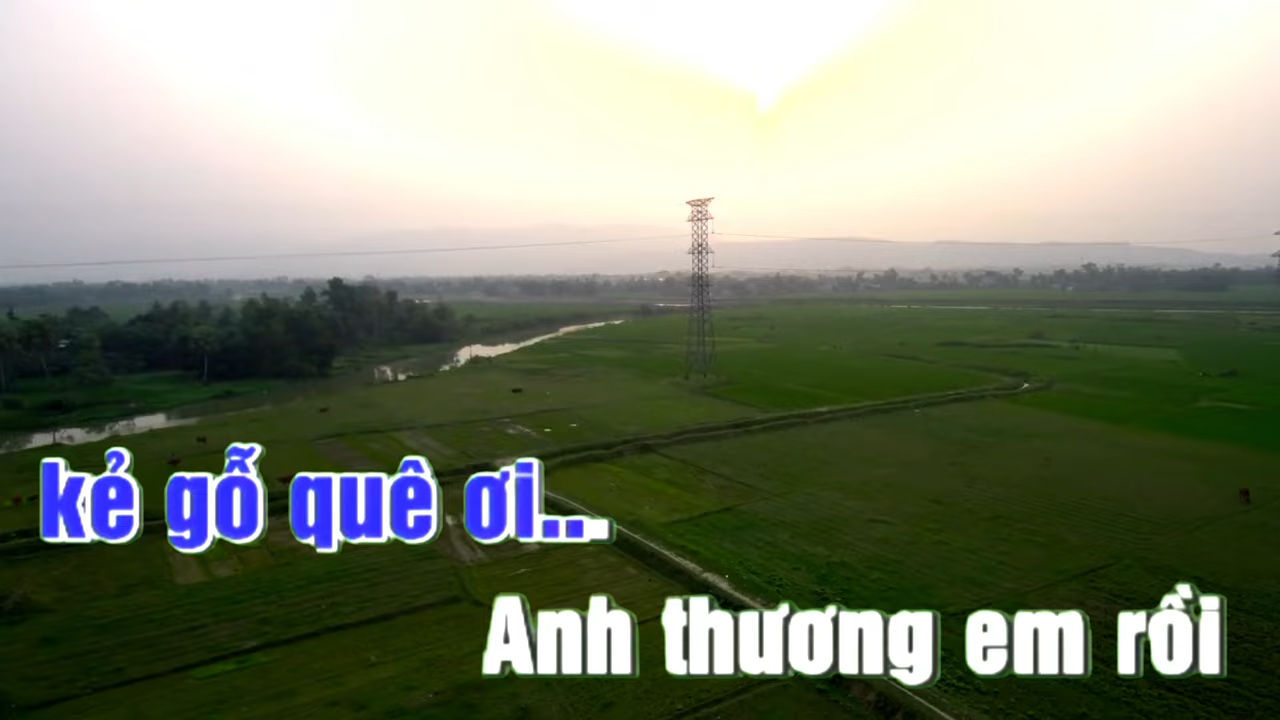 kẻ gỗ quê ơi...
Anh thương em rồi